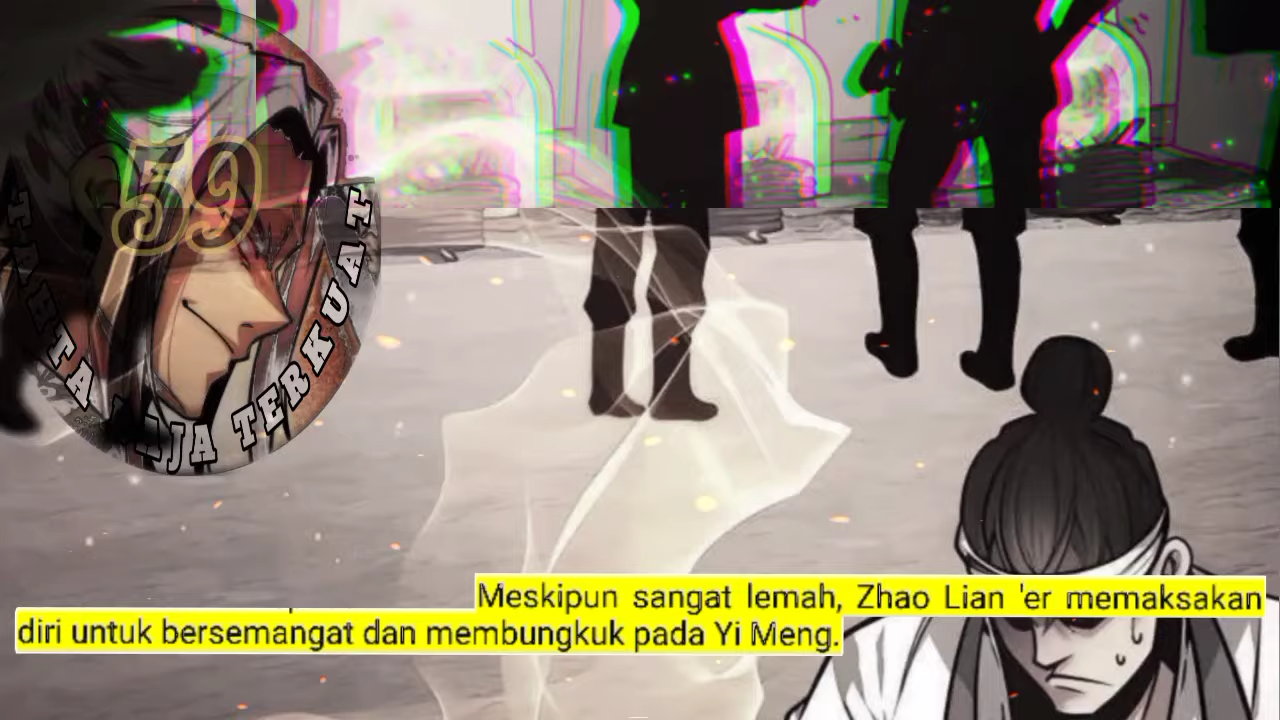 59
TAHTA RAJA TERKUAT
Meskipun sangat lemah, Zhao Lian 'er memaksakan
diri untuk bersemangat dan membungkuk pada Yi Meng.